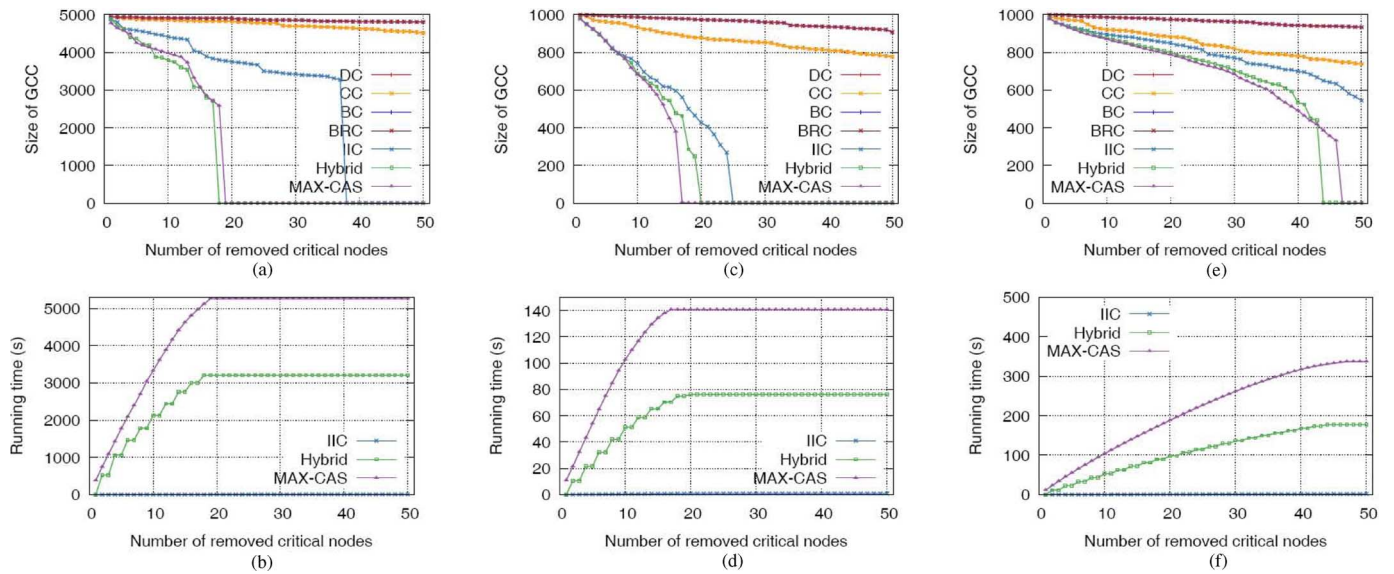 Size of GCC
5000
4000
3000
2000
1000
0
DC
CC
BC
BRC
IIC
Hybrid
MAX-CAS
0 10 20 30 40 50
Number of removed critical nodes
(a)
Size of GCC
1000
800
600
400
200
0
DC
CC
BC
BRC
IIC
Hybrid
MAX-CAS
0 10 20 30 40 50
Number of removed critical nodes
(c)
Size of GCC
1000
800
600
400
200
0
DC
CC
BC
BRC
IIC
Hybrid
MAX-CAS
0 10 20 30 40 50
Number of removed critical nodes
(e)
Running time (s)
5000
4000
3000
2000
1000
0
IIC
Hybrid
MAX-CAS
0 10 20 30 40 50
Number of removed critical nodes
(b)
Running time (s)
140
120
100
80
60
40
20
0
IIC
Hybrid
MAX-CAS
0 10 20 30 40 50
Number of removed critical nodes
(d)
Running time (s)
500
400
300
200
100
0
IIC
Hybrid
MAX-CAS
0 10 20 30 40 50
Number of removed critical nodes
(f)